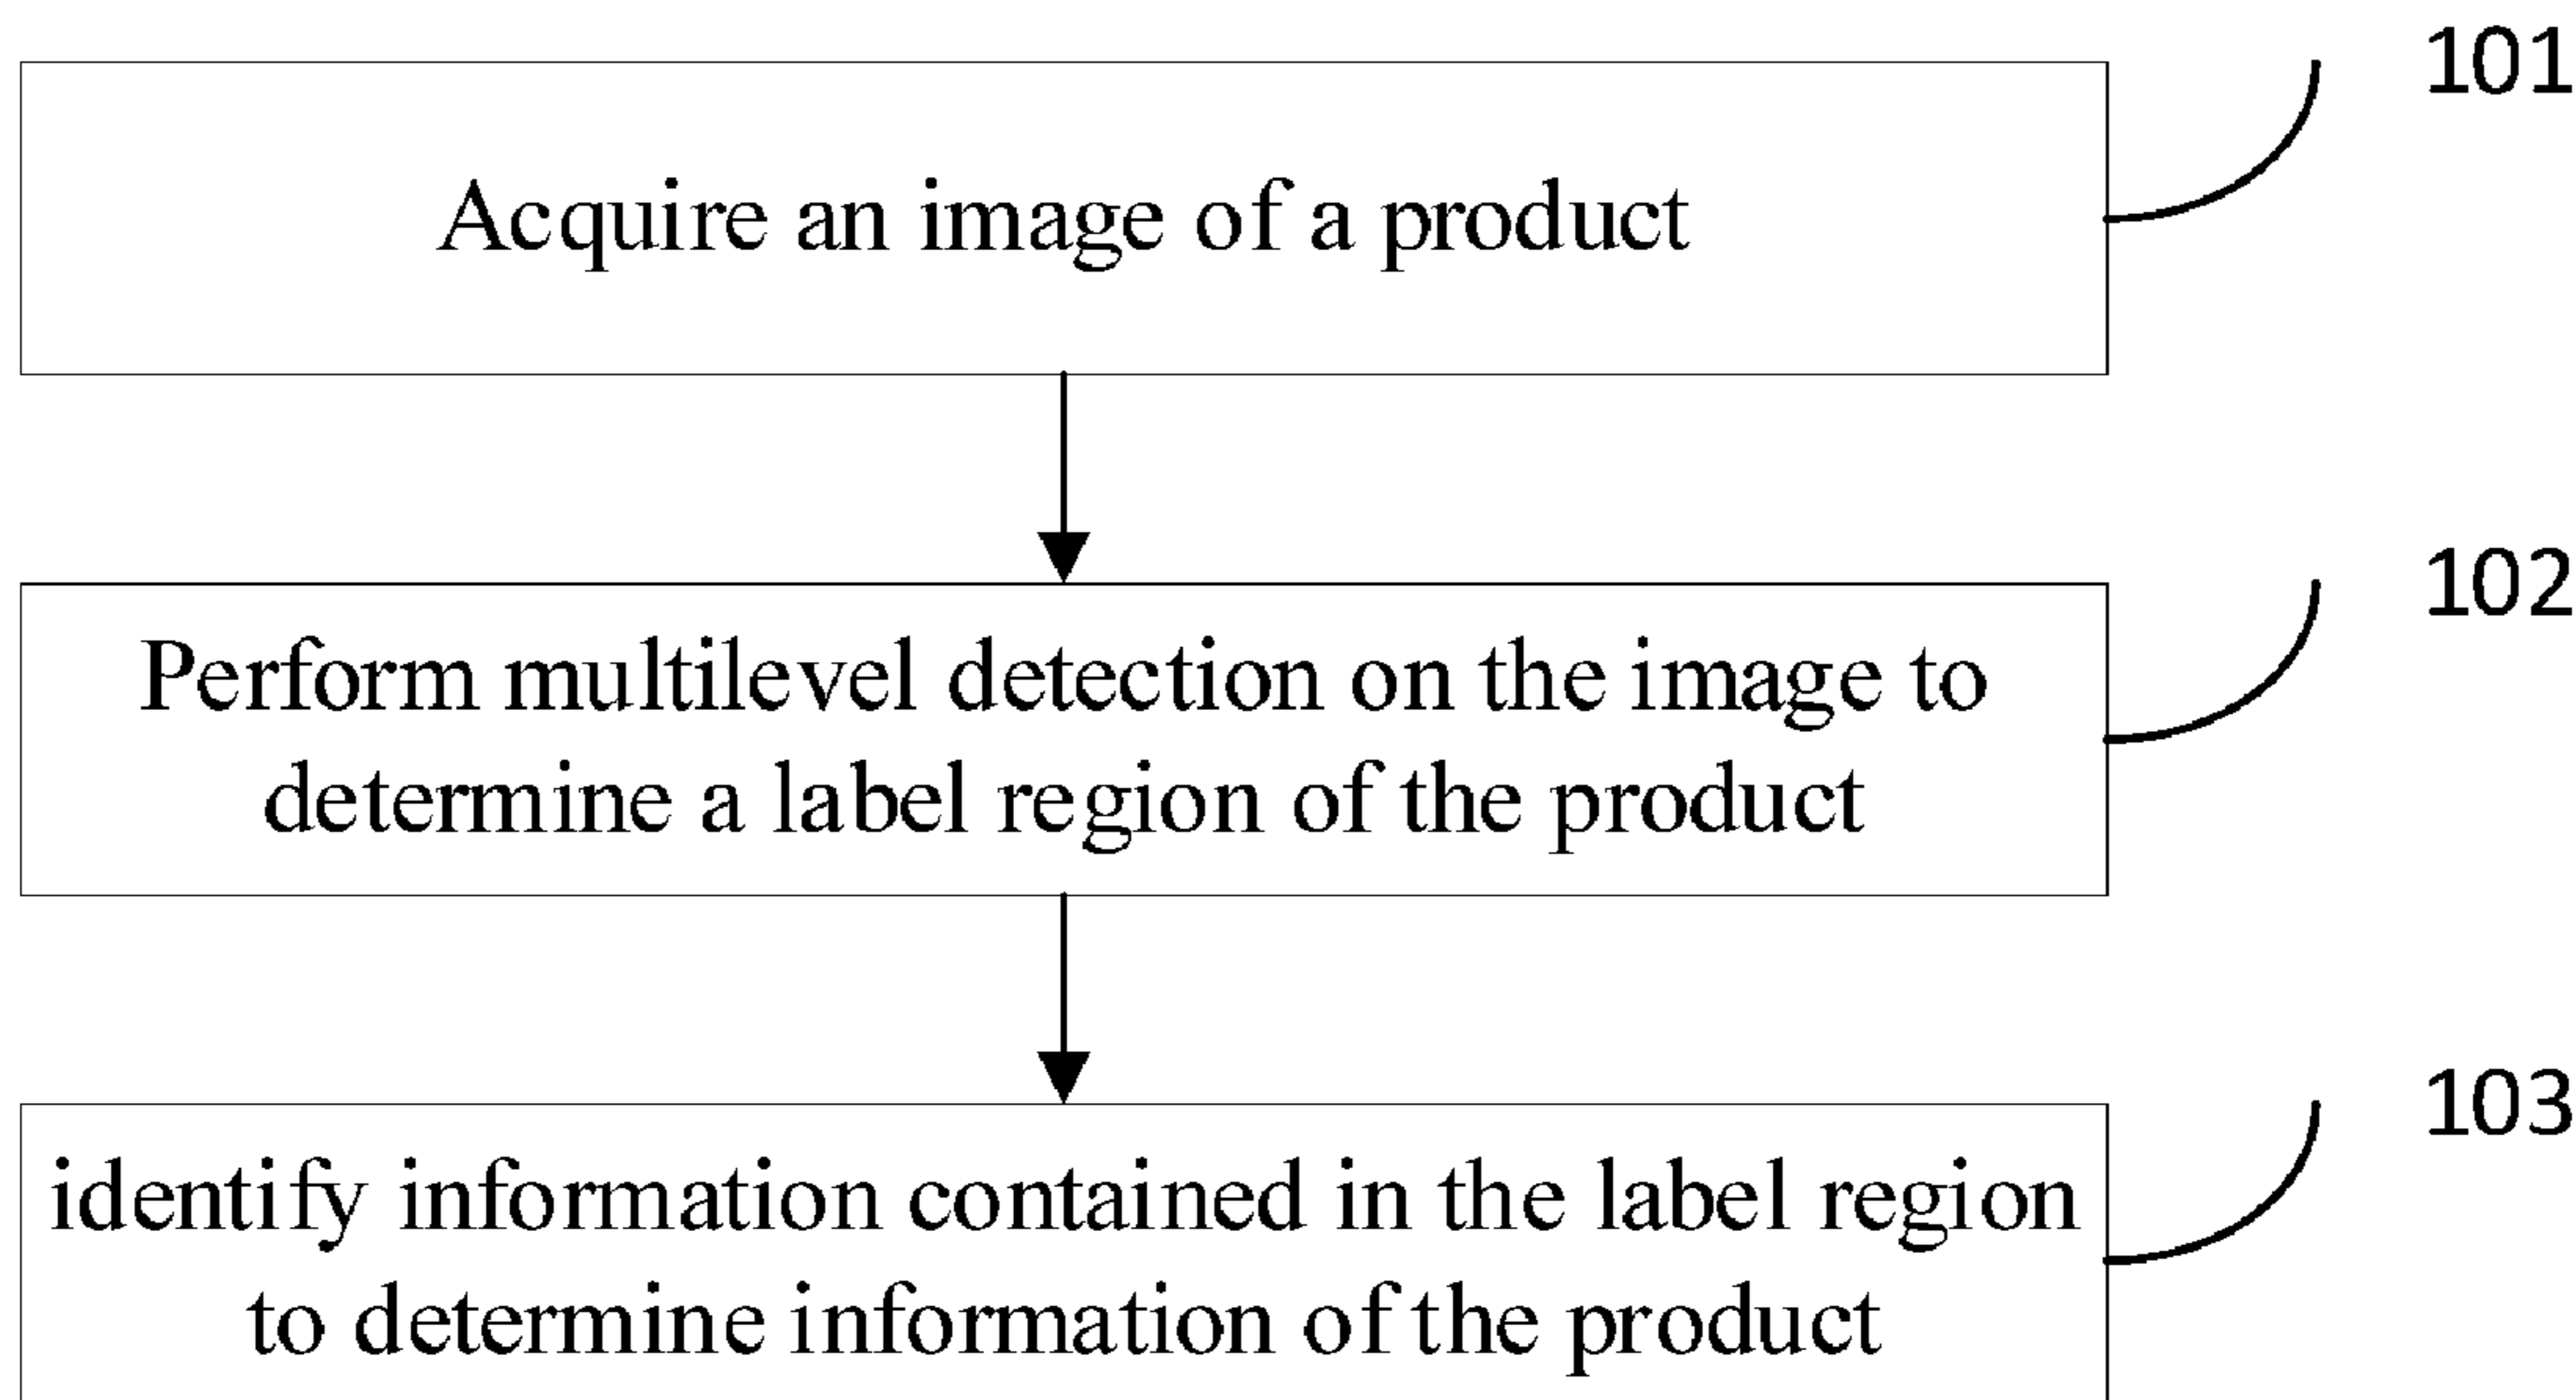 101
Acquire an image of a product
102
Perform multilevel detection on the image to
determine a label region of the product
103
identify information contained in the label region
to determine information of the product